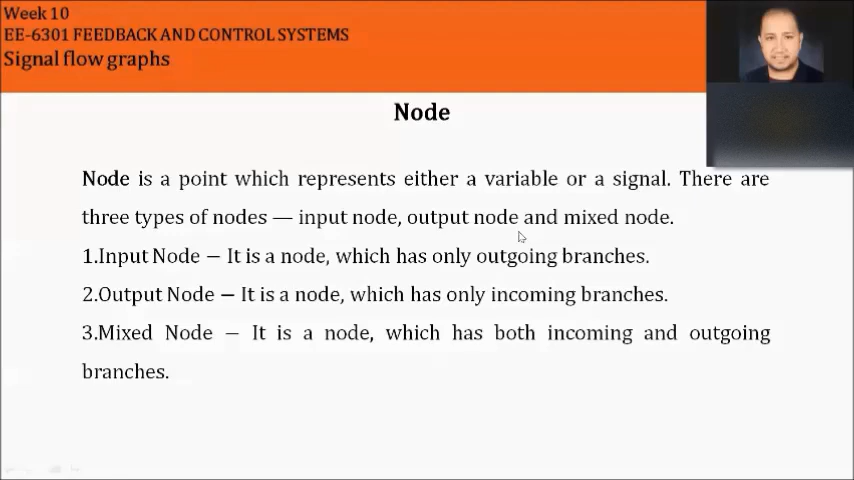 Week 10
EE-6301 FEEDBACK AND CONTROL SYSTEMS
Signal flow graphs
Node
Node is a point which represents either a variable or a signal. There are
three types of nodes — input node, output node and mixed node.
1.Input Node − It is a node, which has only outgoing branches.
2.Output Node − It is a node, which has only incoming branches.
3.Mixed Node − It is a node, which has both incoming and outgoing
branches.